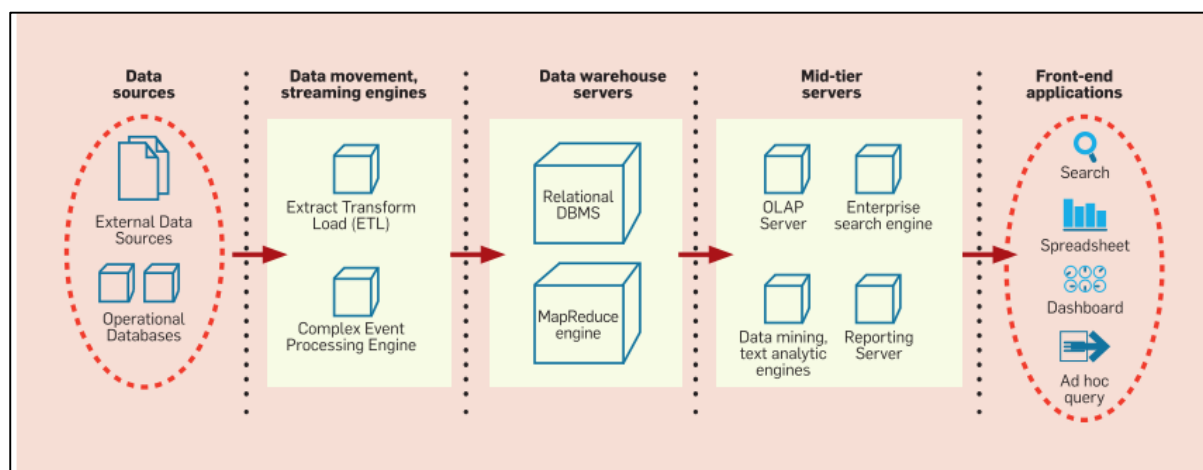 Data
sources
Data movement,
streaming engines
Data warehouse
servers
Mid-tier
servers
Front-end
applications
External Data
Sources
Operational
Databases
Extract Transform
Load (ETL)
Complex Event
Processing Engine
Relational
DBMS
MapReduce
engine
OLAP
Server
Enterprise
search engine
Data mining,
text analytic
engines
Reporting
Server
Search
Spreadsheet
Dashboard
Ad hoc
query